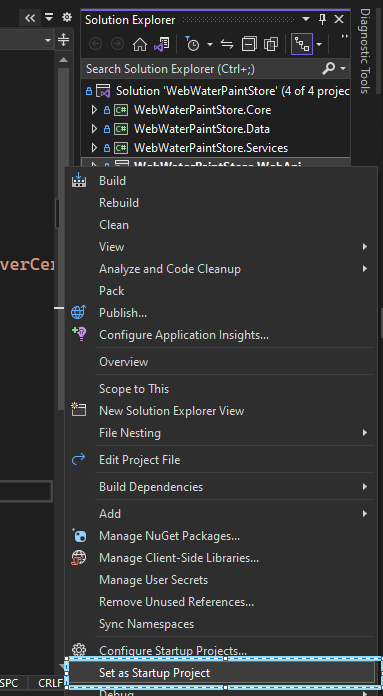 Solution Explorer
Search Solution Explorer (Ctrl+;)
Solution 'WebWaterPaintStore' (4 of 4 projec
WebWaterPaintStore.Core
WebWaterPaintStore.Data
WebWaterPaintStore.Services
WebWaterPaintStore.WebApi
Diagnostic Tools
verCer
Build
Rebuild
Clean
View
Analyze and Code Cleanup
Pack
Publish...
Configure Application Insights...
Overview
Scope to This
New Solution Explorer View
File Nesting
Edit Project File
Build Dependencies
Add
Manage NuGet Packages...
Manage Client-Side Libraries...
Manage User Secrets
Remove Unused References...
Sync Namespaces
Configure Startup Projects...
Set as Startup Project
Debug
SPC CRLF